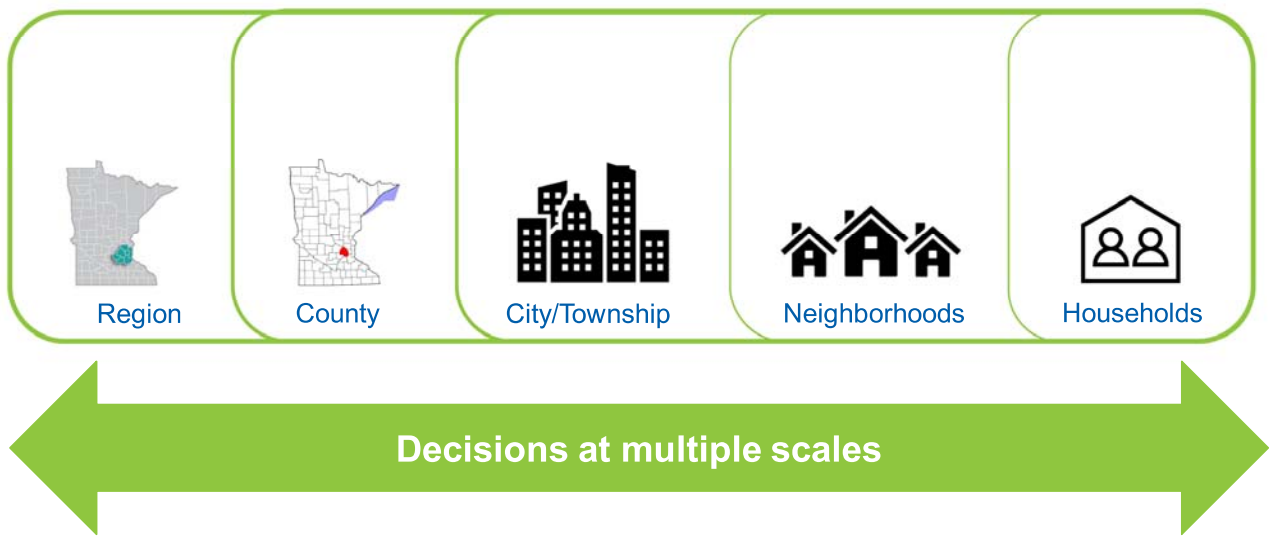 Region
County
City/Township
Neighborhoods
Households
Decisions at multiple scales